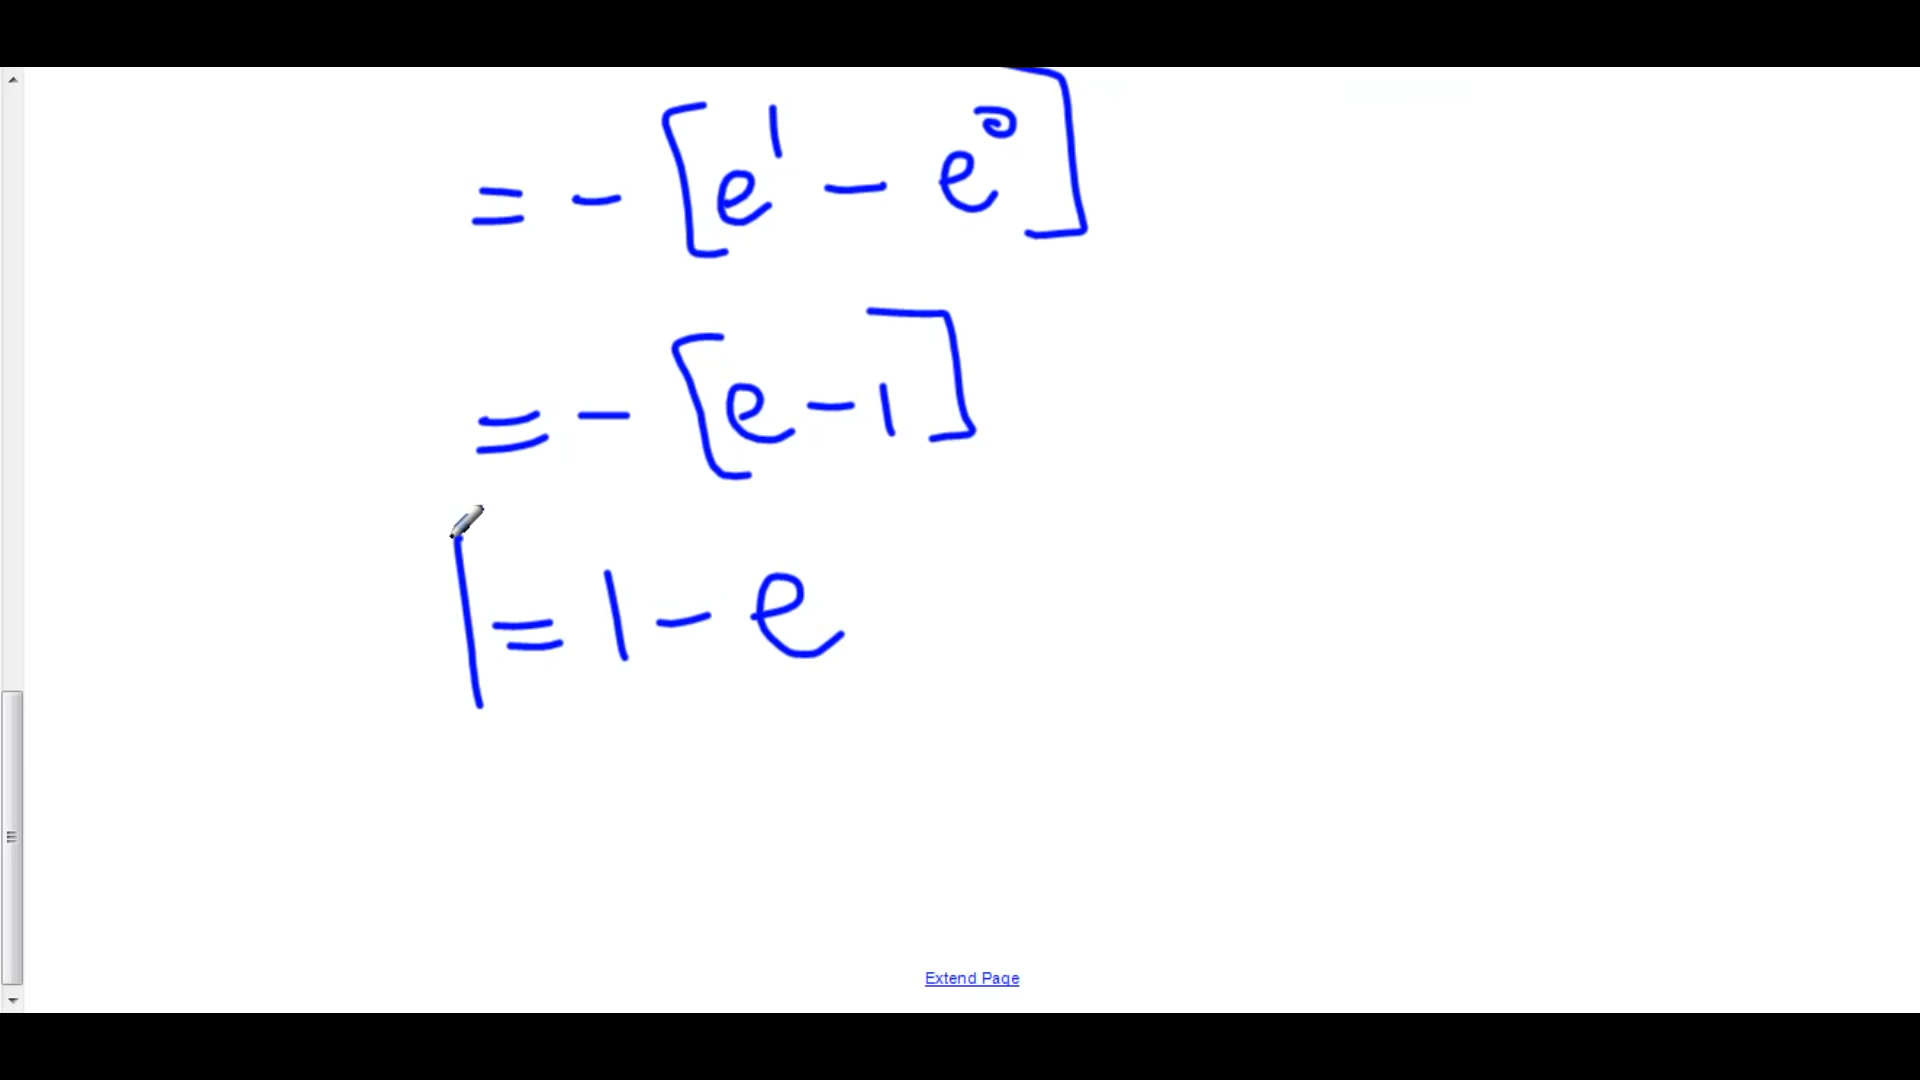 = - [e¹ - e⁰]
= - [e - 1]
= 1 - e
Extend Page